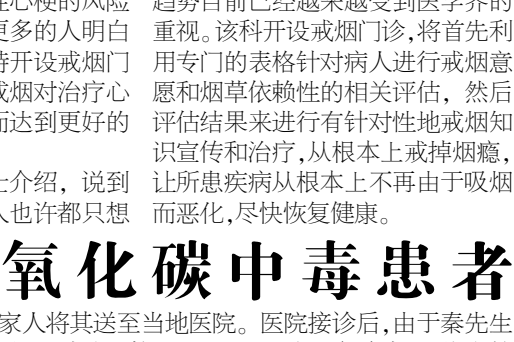 性心梗的风险
更多的人明白
特开设戒烟门
戒烟对治疗心
而达到更好的
士介绍，说到
人也许都只想
趋势目前已经越来越受到医学界的
重视。该科开设戒烟门诊,将首先利
用专门的表格针对病人进行戒烟意
愿和烟草依赖性的相关评估，然后
评估结果来进行有针对性地戒烟知
识宣传和治疗,从根本上戒掉烟瘾,
让所患疾病从根本上不再由于吸烟
而恶化,尽快恢复健康。
氧化碳中毒患者
家人将其送至当地医院。医院接诊后,由于秦先生